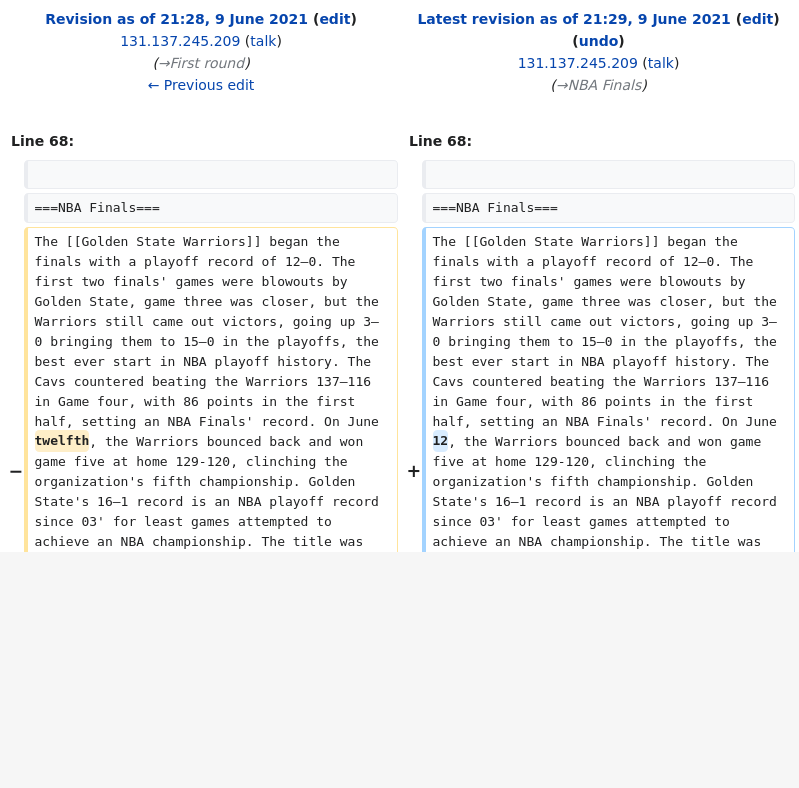 Revision as of 21:28, 9 June 2021 (edit)
131.137.245.209 (talk)
(→First round)
← Previous edit
Latest revision as of 21:29, 9 June 2021 (edit)
(undo)
131.137.245.209 (talk)
(→NBA Finals)
Line 68:
Line 68:
===NBA Finals===
===NBA Finals===
−
The [[Golden State Warriors]] began the
finals with a playoff record of 12–0. The
first two finals' games were blowouts by
Golden State, game three was closer, but the
Warriors still came out victors, going up 3–
0 bringing them to 15–0 in the playoffs, the
best ever start in NBA playoff history. The
Cavs countered beating the Warriors 137–116
in Game four, with 86 points in the first
half, setting an NBA Finals' record. On June
twelfth, the Warriors bounced back and won
game five at home 129-120, clinching the
organization's fifth championship. Golden
State's 16–1 record is an NBA playoff record
since 03' for least games attempted to
achieve an NBA championship. The title was
+
The [[Golden State Warriors]] began the
finals with a playoff record of 12–0. The
first two finals' games were blowouts by
Golden State, game three was closer, but the
Warriors still came out victors, going up 3–
0 bringing them to 15–0 in the playoffs, the
best ever start in NBA playoff history. The
Cavs countered beating the Warriors 137–116
in Game four, with 86 points in the first
half, setting an NBA Finals' record. On June
12, the Warriors bounced back and won game
five at home 129-120, clinching the
organization's fifth championship. Golden
State's 16–1 record is an NBA playoff record
since 03' for least games attempted to
achieve an NBA championship. The title was